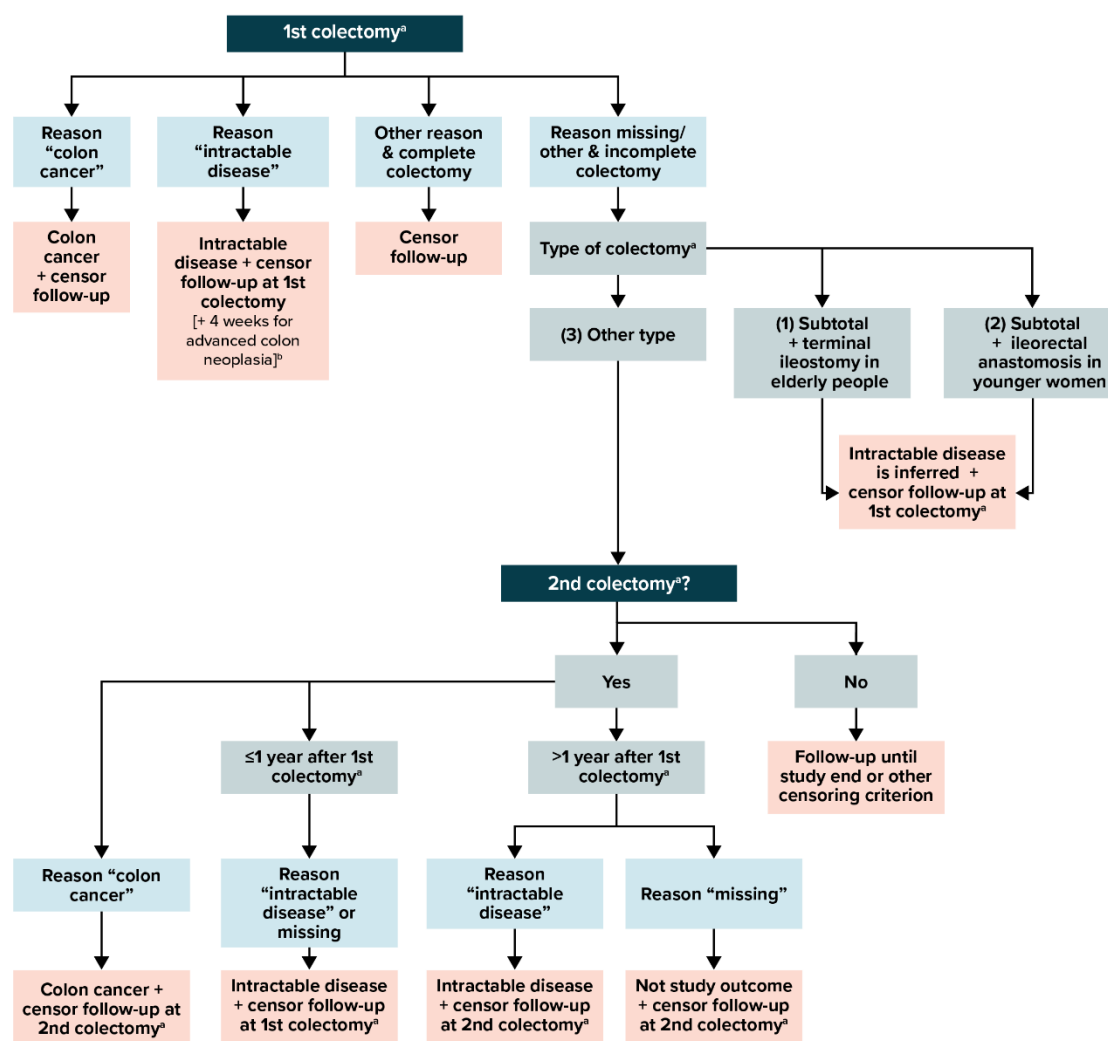 1st colectomyᵃ
Reason
“colon
cancer”
Reason
“intractable
disease”
Other reason
& complete
colectomy
Reason missing/
other & incomplete
colectomy
Colon
cancer
+ censor
follow-up
Intractable
disease + censor
follow-up at 1st
colectomy
[+ 4 weeks for
advanced colon
neoplasia]ᵇ
Censor
follow-up
Type of colectomyᵃ
(3) Other type
(1) Subtotal
+ terminal
ileostomy in
elderly people
(2) Subtotal
+ ileorectal
anastomosis in
younger women
Intractable disease
is inferred +
censor follow-up at
1st colectomyᵃ
2nd colectomyᵃ?
Yes
No
≤1 year after 1st
colectomyᵃ
>1 year after 1st
colectomyᵃ
Follow-up until
study end or other
censoring criterion
Reason “colon
cancer”
Reason
“intractable
disease” or
missing
Reason
“intractable
disease”
Reason “missing”
Colon cancer +
censor follow-up at
2nd colectomyᵃ
Intractable disease
+ censor follow-up
at 1st colectomyᵃ
Intractable disease
+ censor follow-up
at 2nd colectomyᵃ
Not study outcome
+ censor follow-up
at 2nd colectomyᵃ